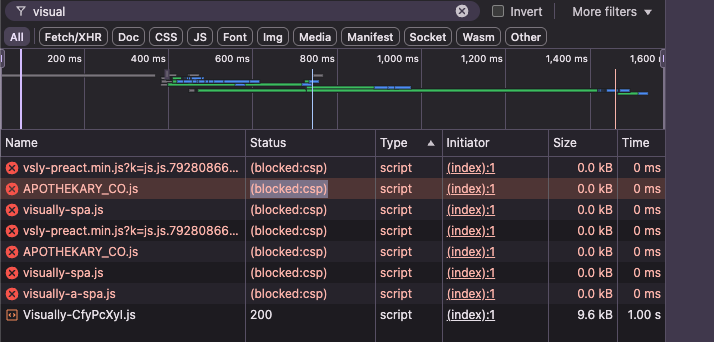 visual Invert More filters
All Fetch/XHR Doc CSS JS Font Img Media Manifest Socket Wasm Other
200 ms 400 ms 600 ms 800 ms 1,000 ms 1,200 ms 1,400 ms 1,600
Name Status Type Initiator Size Time
vsly-preact.min.js?k=js.js.79280866... (blocked:csp) script (index):1 0.0 kB 0 ms
APOTHEKARY_CO.js (blocked:csp) script (index):1 0.0 kB 0 ms
visually-spa.js (blocked:csp) script (index):1 0.0 kB 0 ms
vsly-preact.min.js?k=js.js.79280866... (blocked:csp) script (index):1 0.0 kB 0 ms
APOTHEKARY_CO.js (blocked:csp) script (index):1 0.0 kB 0 ms
visually-spa.js (blocked:csp) script (index):1 0.0 kB 0 ms
visually-a-spa.js (blocked:csp) script (index):1 0.0 kB 0 ms
Visually-CfyPcXyI.js 200 script (index):1 9.6 kB 1.00 s